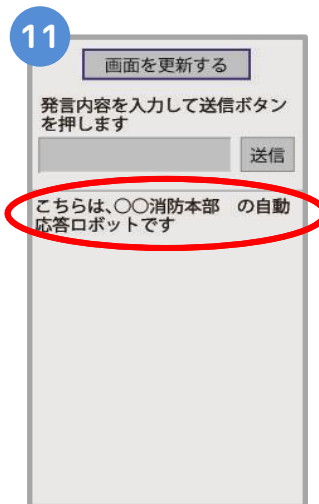 11
画面を更新する
発言内容を入力して送信ボタン
を押します
送信
こちらは、〇〇消防本部　の自動
応答ロボットです